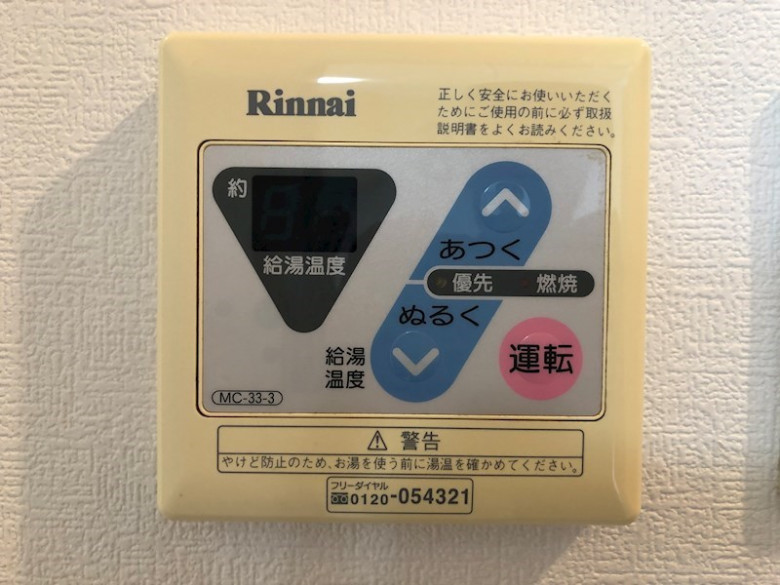 Rinnai
正しく安全にお使いいただく
ためにご使用の前に必ず取扱
説明書をよくお読みください。
約
給湯温度
あつく
優先 燃焼
ぬるく
給湯
温度
運転
MC-33-3
⚠ 警告
やけど防止のため、お湯を使う前に湯温を確かめてください。
フリーダイヤル
0120-054321